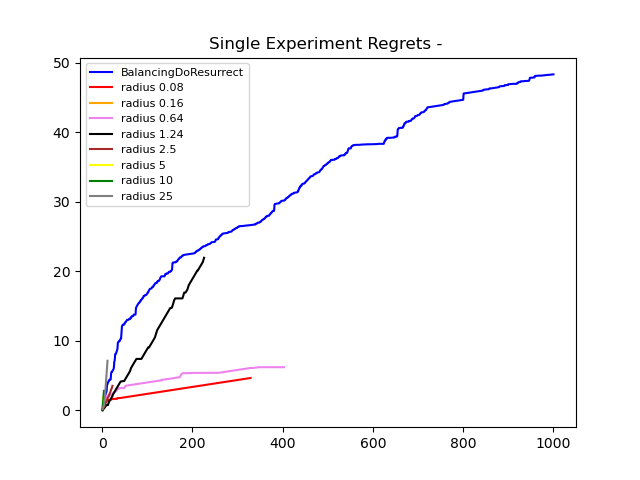 Single Experiment Regrets -
50
40
30
20
10
0
BalancingDoResurrect
radius 0.08
radius 0.16
radius 0.64
radius 1.24
radius 2.5
radius 5
radius 10
radius 25
0 200 400 600 800 1000